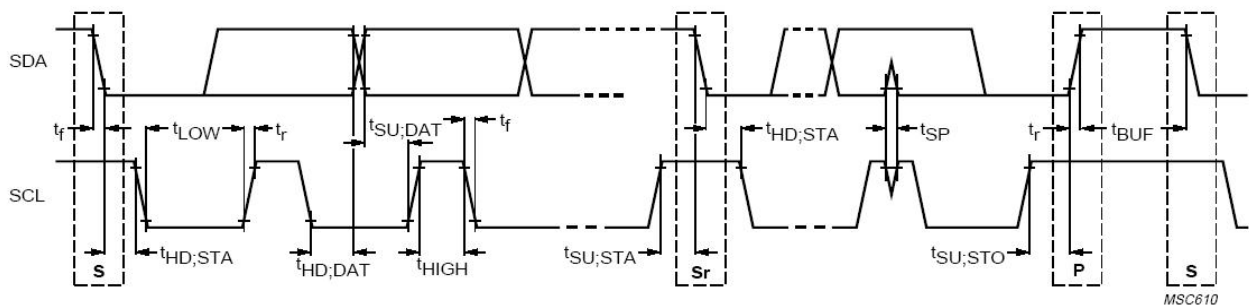 SDA
t_f
t_LOW
t_r
t_SU;DAT
t_f
t_HD;STA
t_SP
t_r
t_BUF
SCL
t_HD;STA
t_HD;DAT
t_HIGH
t_SU;STA
t_SU;STO
S
Sr
P
S
MSC610